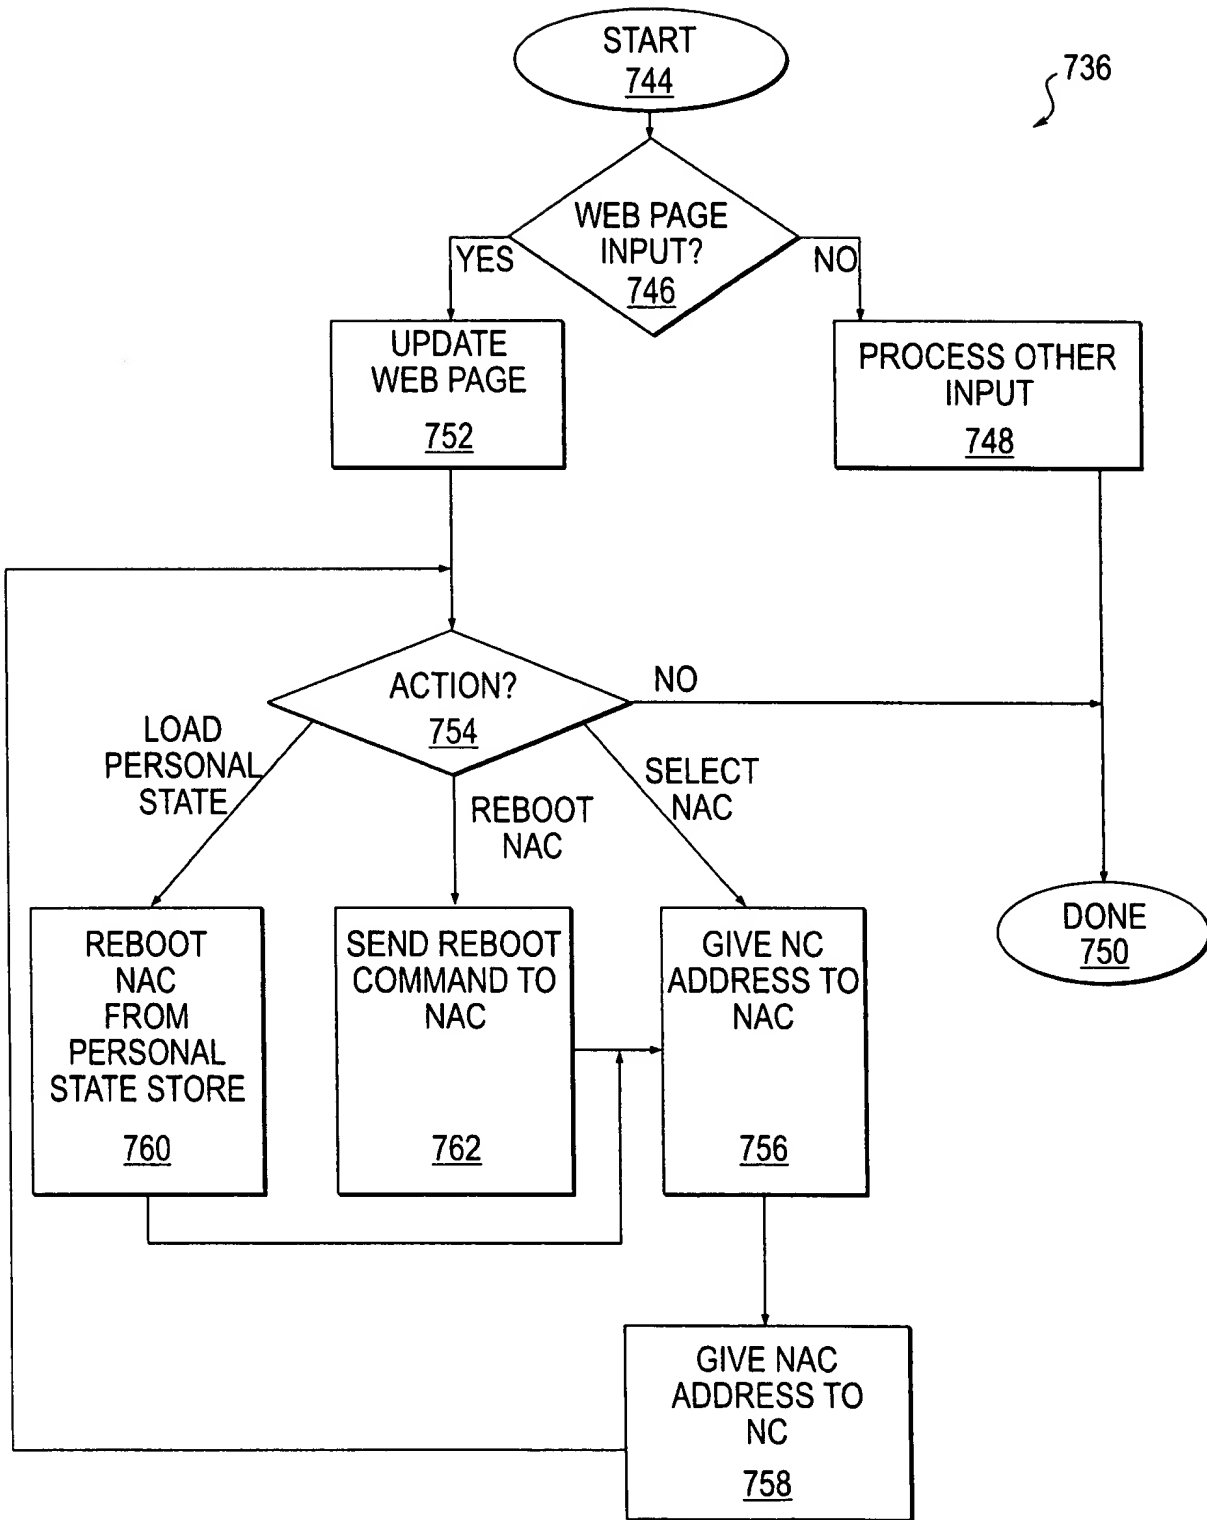 START
744
736
WEB PAGE
INPUT?
746
YES
NO
UPDATE
WEB PAGE
752
PROCESS OTHER
INPUT
748
ACTION?
754
NO
LOAD
PERSONAL
STATE
REBOOT
NAC
SELECT
NAC
REBOOT
NAC
FROM
PERSONAL
STATE STORE
760
SEND REBOOT
COMMAND TO
NAC
762
GIVE NC
ADDRESS TO
NAC
756
DONE
750
GIVE NAC
ADDRESS TO
NC
758